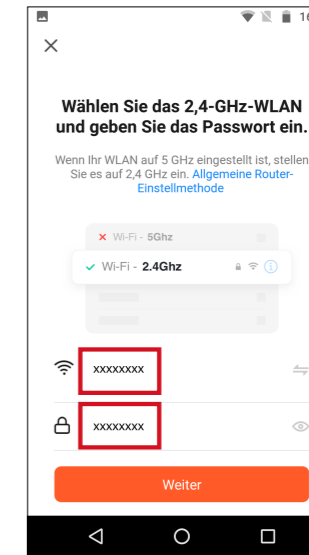 16
Wählen Sie das 2,4-GHz-WLAN
und geben Sie das Passwort ein.
Wenn Ihr WLAN auf 5 GHz eingestellt ist, stellen
Sie es auf 2,4 GHz ein. Allgemeine Router-
Einstellmethode
Wi-Fi - 5Ghz
Wi-Fi - 2.4Ghz
xxxxxxxx
xxxxxxxx
Weiter